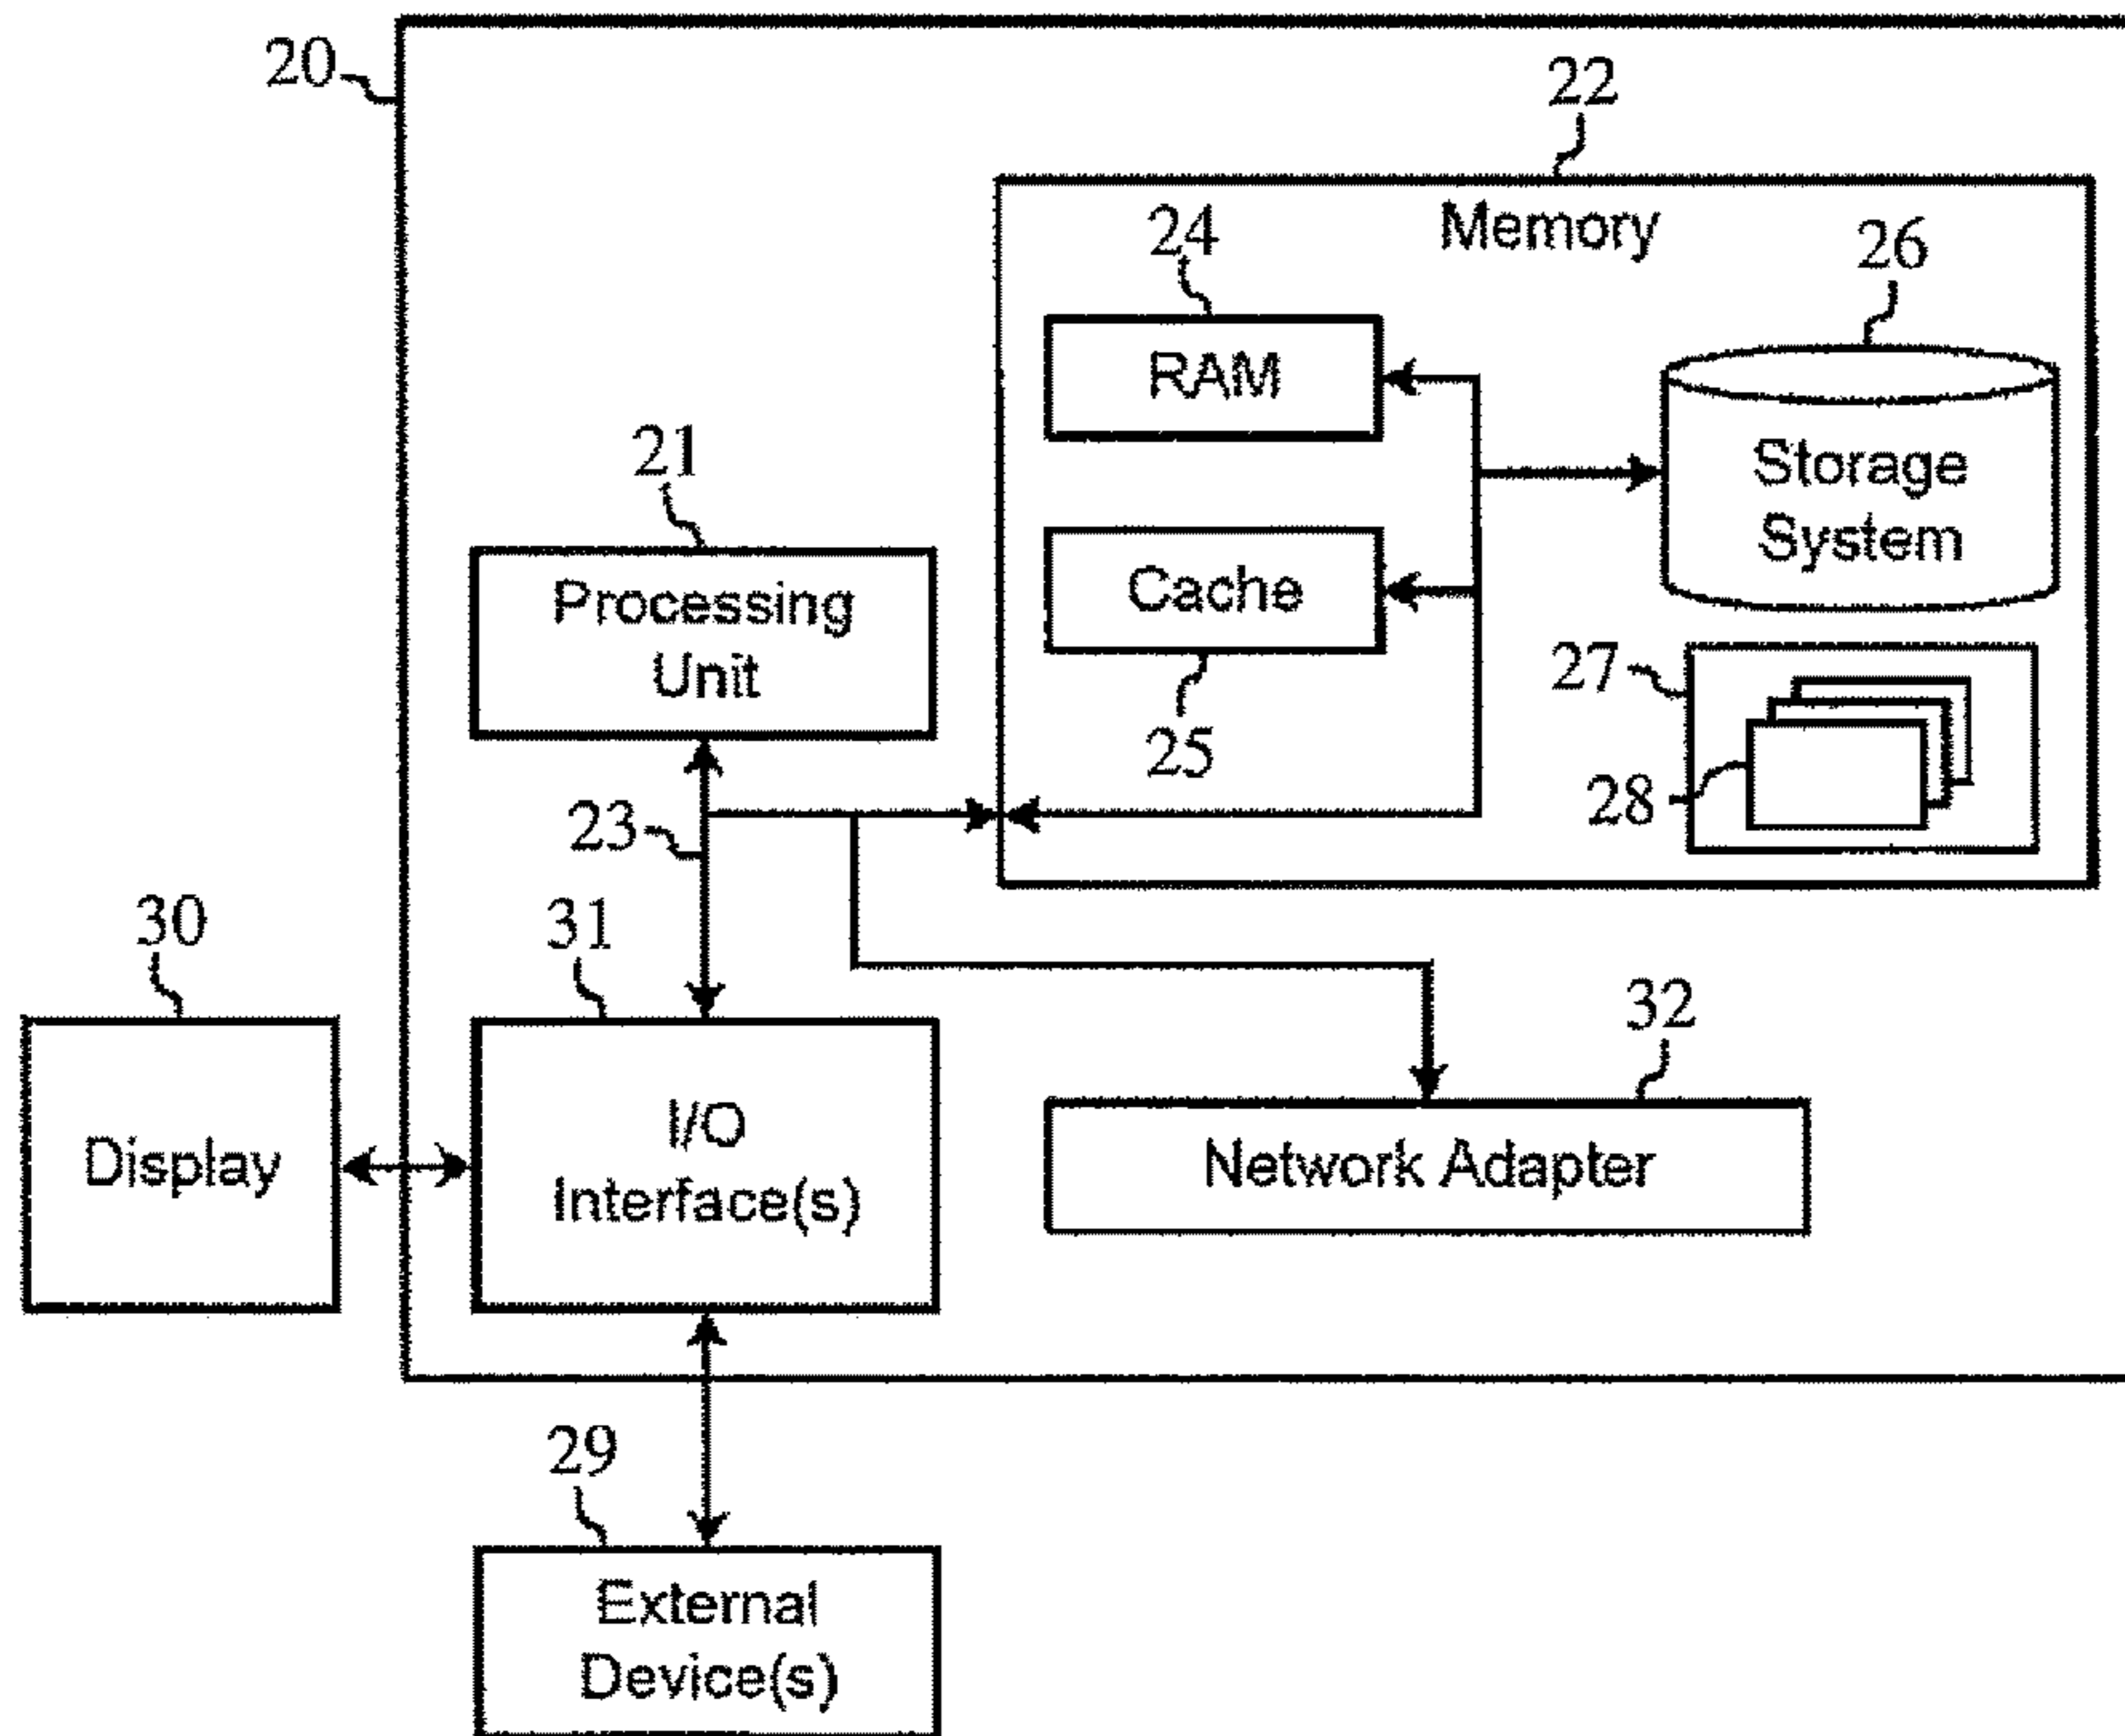 20
22
Memory
24
26
RAM
Storage
System
21
Processing
Unit
Cache
25
27
28
23
30
31
32
Display
I/O
Interface(s)
Network Adapter
29
External
Device(s)